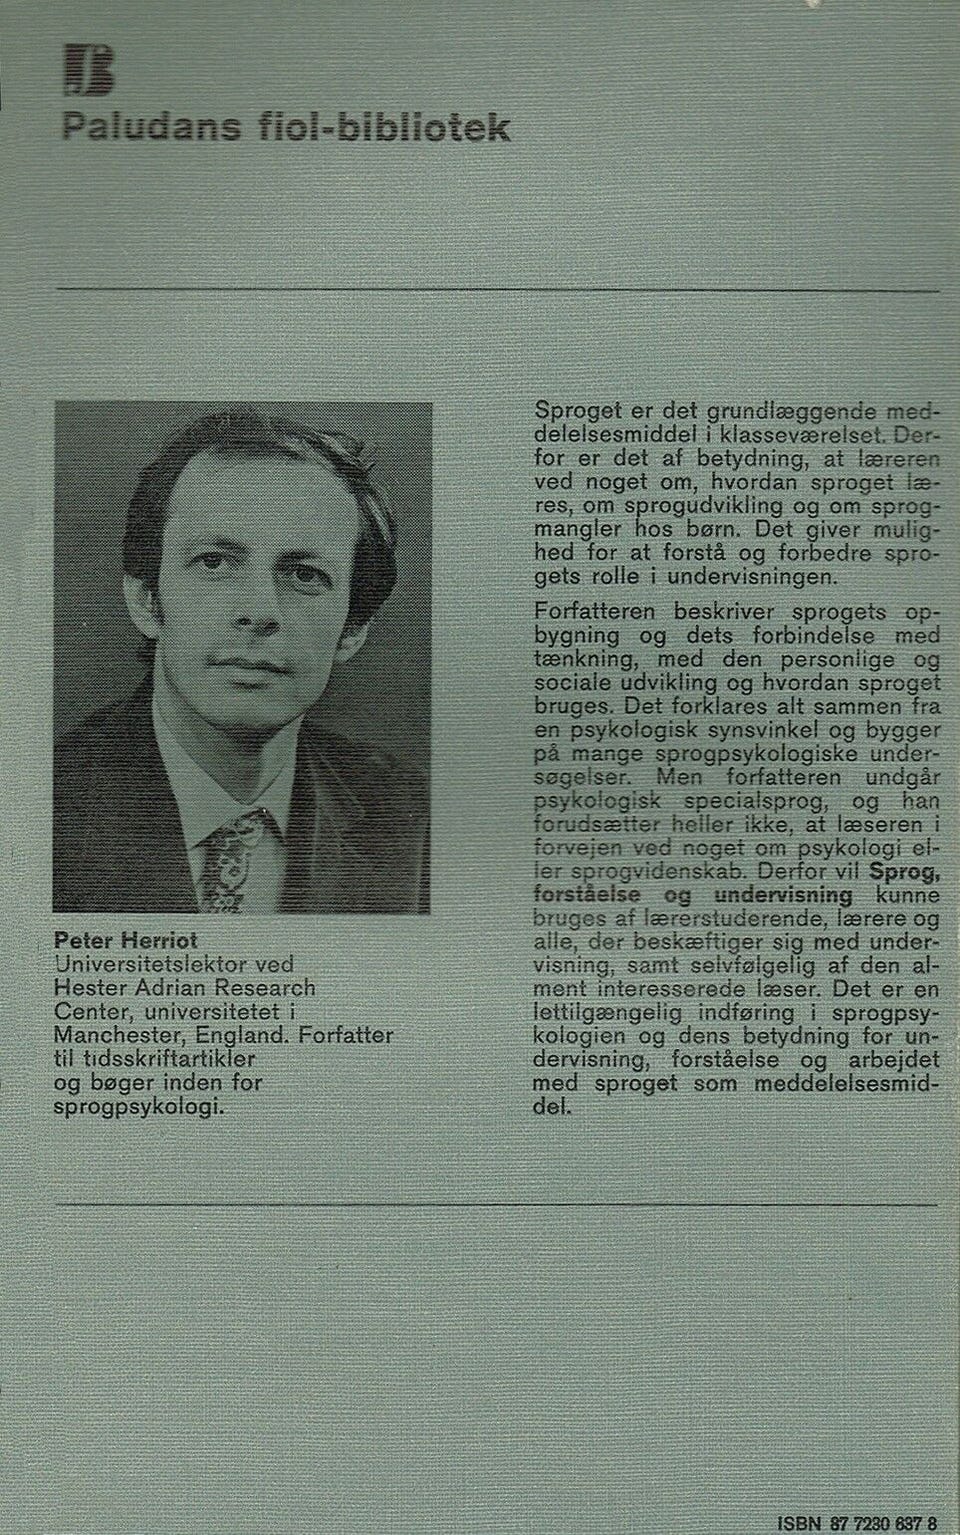 Paludans fiol-bibliotek
Peter Herriot
Universitetslektor ved
Hester Adrian Research
Center, universitetet i
Manchester, England. Forfatter
til tidsskriftartikler
og bøger inden for
sprogpsykologi.
Sproget er det grundlæggende med-
delelsesmiddel i klasseværelset. Der-
for er det af betydning, at læreren
ved noget om, hvordan sproget læ-
res, om sprogudvikling og om sprog-
mangler hos børn. Det giver mulig-
hed for at forstå og forbedre spro-
gets rolle i undervisningen.
Forfatteren beskriver sprogets op-
bygning og dets forbindelse med
tænkning, med den personlige og
sociale udvikling og hvordan sproget
bruges. Det forklares alt sammen fra
en psykologisk synsvinkel og bygger
på mange sprogpsykologiske under-
søgelser. Men forfatteren undgår
psykologisk specialsprog, og han
forudsætter heller ikke, at læseren i
forvejen ved noget om psykologi el-
ler sprogvidenskab. Derfor vil Sprog,
forståelse og undervisning kunne
bruges af lærerstuderende, lærere og
alle, der beskæftiger sig med under-
visning, samt selvfølgelig af den al-
ment interesserede læser. Det er en
lettilgængelig indføring i sprogpsy-
kologien og dens betydning for un-
dervisning, forståelse og arbejdet
med sproget som meddelelsesmid-
del.
ISBN 87 7230 637 8